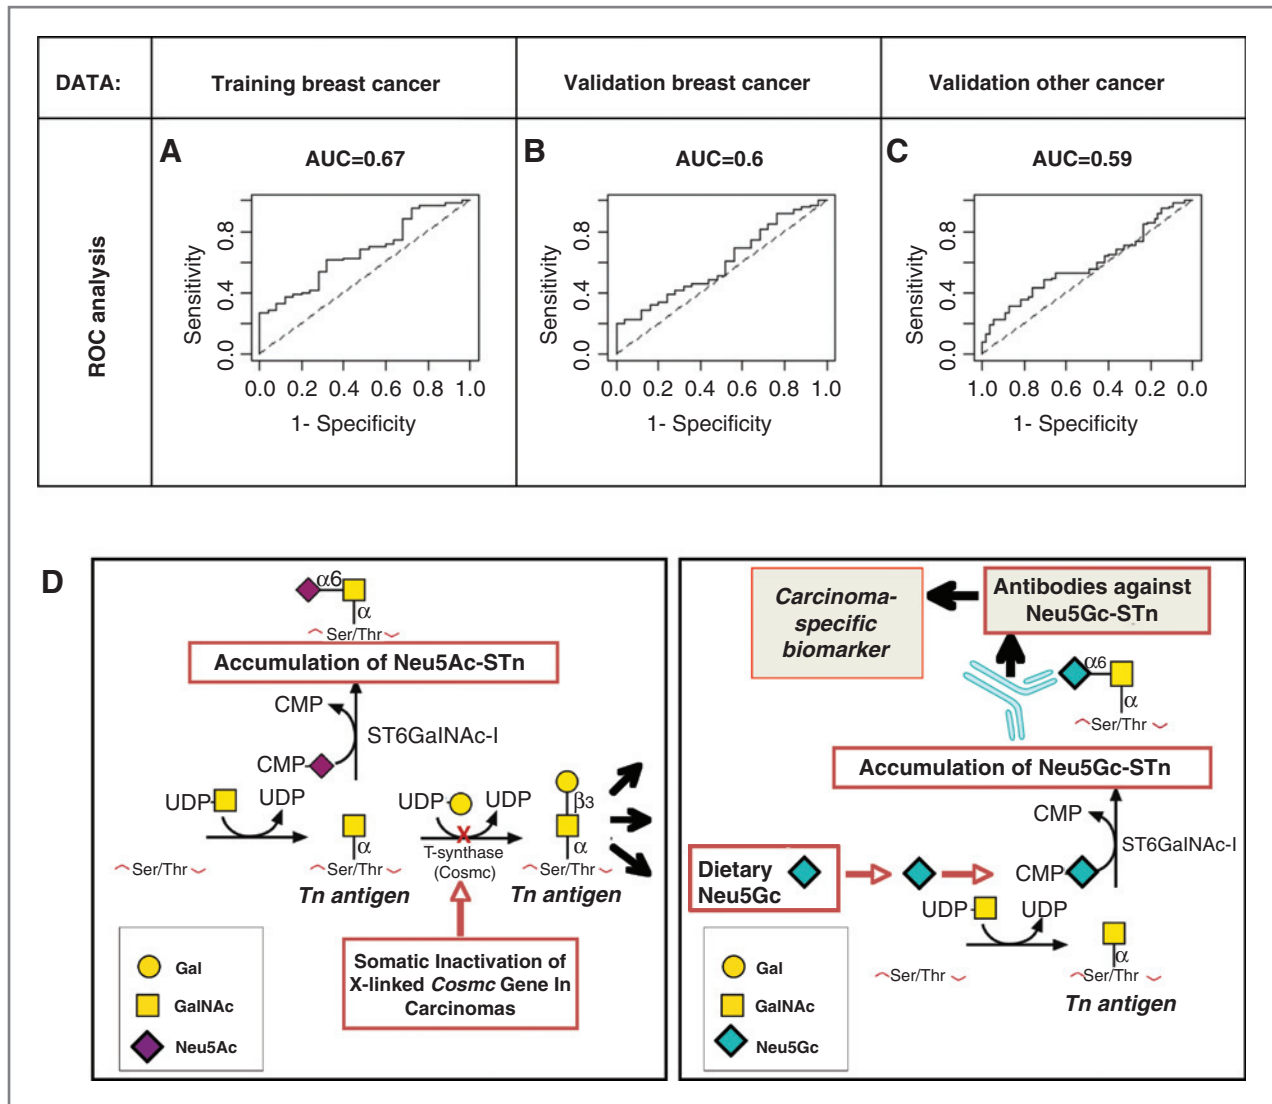 DATA:
Training breast cancer
Validation breast cancer
Validation other cancer
ROC analysis
A
AUC=0.67
Sensitivity
0.0 0.4 0.8
0.0 0.2 0.4 0.6 0.8 1.0
1- Specificity
B
AUC=0.6
Sensitivity
0.0 0.4 0.8
0.0 0.2 0.4 0.6 0.8 1.0
1- Specificity
C
AUC=0.59
Sensitivity
0.0 0.4 0.8
1.0 0.8 0.6 0.4 0.2 0.0
1- Specificity
D
α6
α
Ser/Thr
Accumulation of Neu5Ac-STn
CMP
ST6GalNAc-I
CMP
UDP
UDP
Ser/Thr
α
Ser/Thr
Tn antigen
UDP
UDP
X
T-synthase
(Cosmc)
β3
α
Ser/Thr
Tn antigen
Somatic Inactivation of
X-linked Cosmc Gene In
Carcinomas
Gal
GalNAc
Neu5Ac
Carcinoma-
specific
biomarker
Antibodies against
Neu5Gc-STn
α6
α
Ser/Thr
Accumulation of Neu5Gc-STn
CMP
ST6GalNAc-I
CMP
Dietary
Neu5Gc
UDP
UDP
Ser/Thr
α
Ser/Thr
Tn antigen
Gal
GalNAc
Neu5Gc